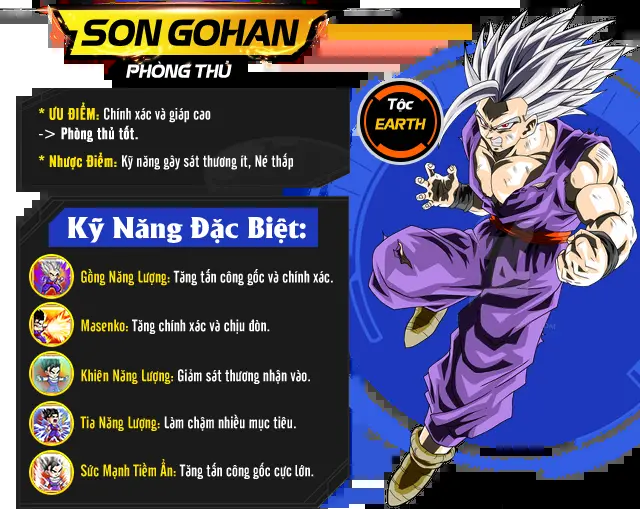 SON GOHAN
PHÒNG THỦ
* ƯU ĐIỂM: Chính xác và giáp cao
-> Phòng thủ tốt.
* Nhược Điểm: Kỹ năng gây sát thương ít, Né thấp
Tộc
EARTH
Kỹ Năng Đặc Biệt:
Gồng Năng Lượng: Tăng tấn công gốc và chính xác.
Masenko: Tăng chính xác và chịu đòn.
Khiên Năng Lượng: Giảm sát thương nhận vào.
Tia Năng Lượng: Làm chậm nhiều mục tiêu.
Sức Mạnh Tiềm Ẩn: Tăng tấn công gốc cực lớn.